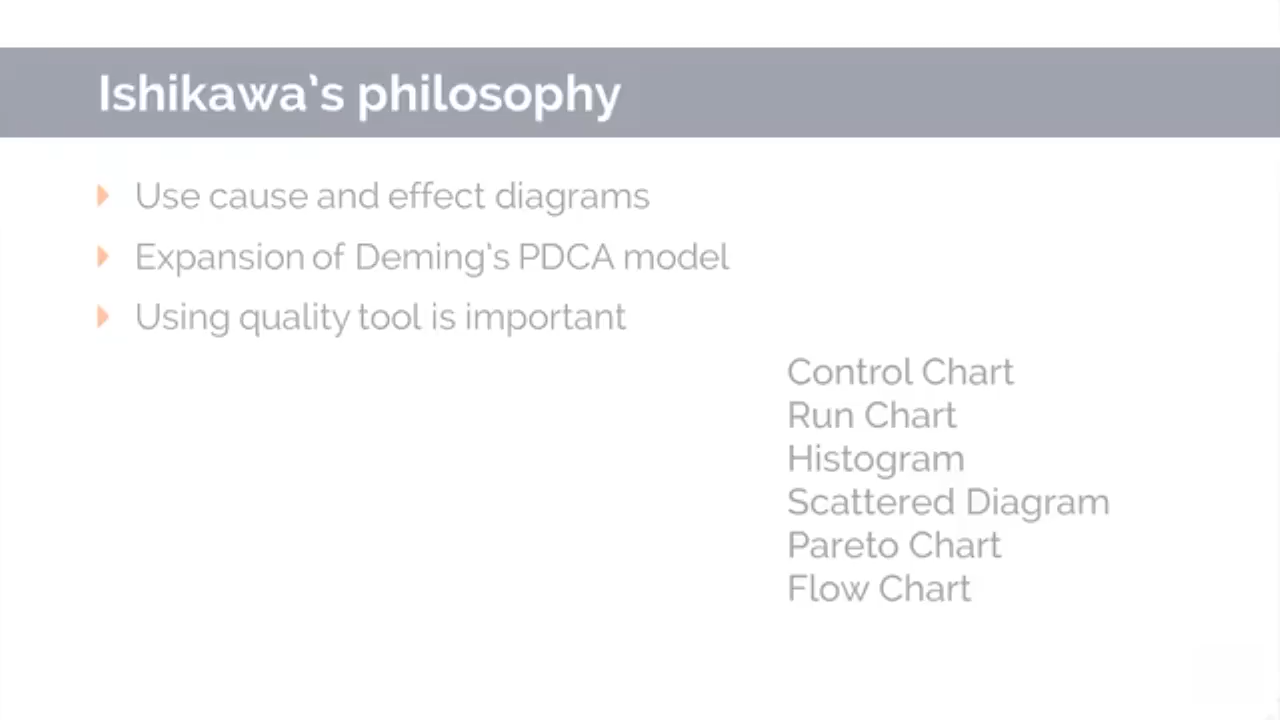 Ishikawa's philosophy
Use cause and effect diagrams
Expansion of Deming's PDCA model
Using quality tool is important
Control Chart
Run Chart
Histogram
Scattered Diagram
Pareto Chart
Flow Chart